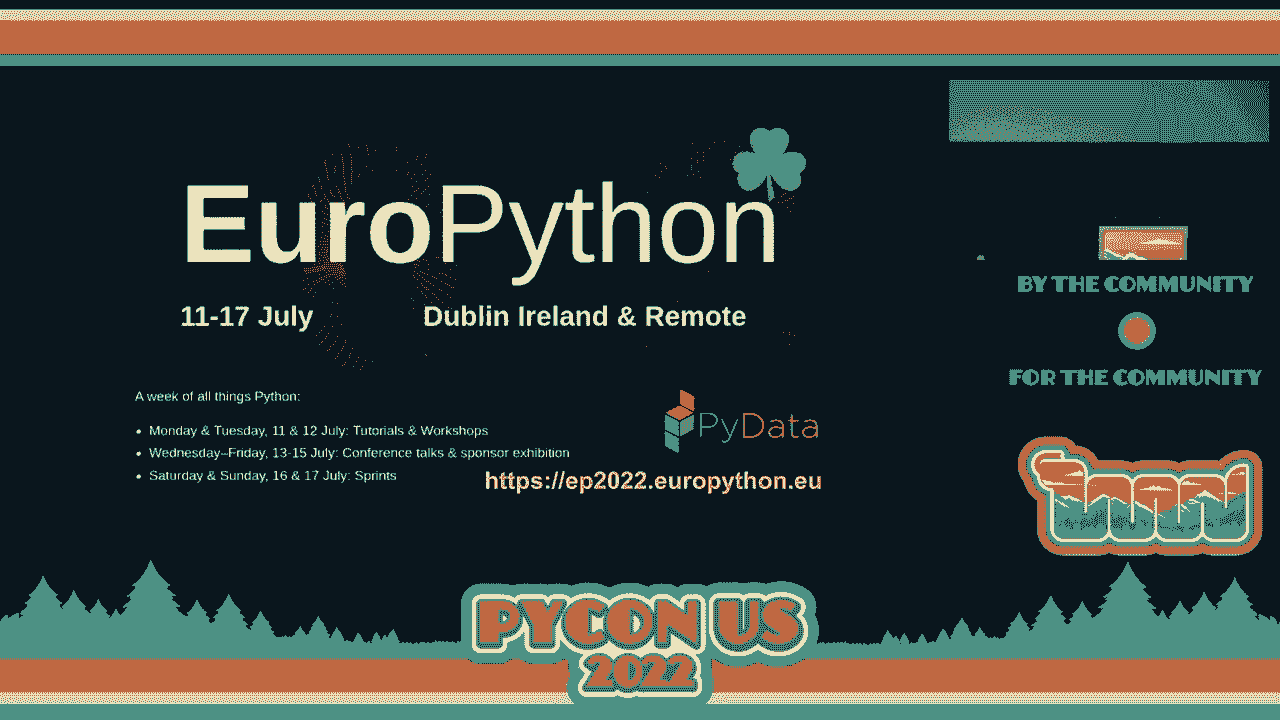 EuroPython
11-17 July
Dublin Ireland & Remote
A week of all things Python:
• Monday & Tuesday, 11 & 12 July: Tutorials & Workshops
• Wednesday–Friday, 13-15 July: Conference talks & sponsor exhibition
• Saturday & Sunday, 16 & 17 July: Sprints
PyData
https://ep2022.europython.eu
BY THE COMMUNITY
FOR THE COMMUNITY
PYCON US
2022